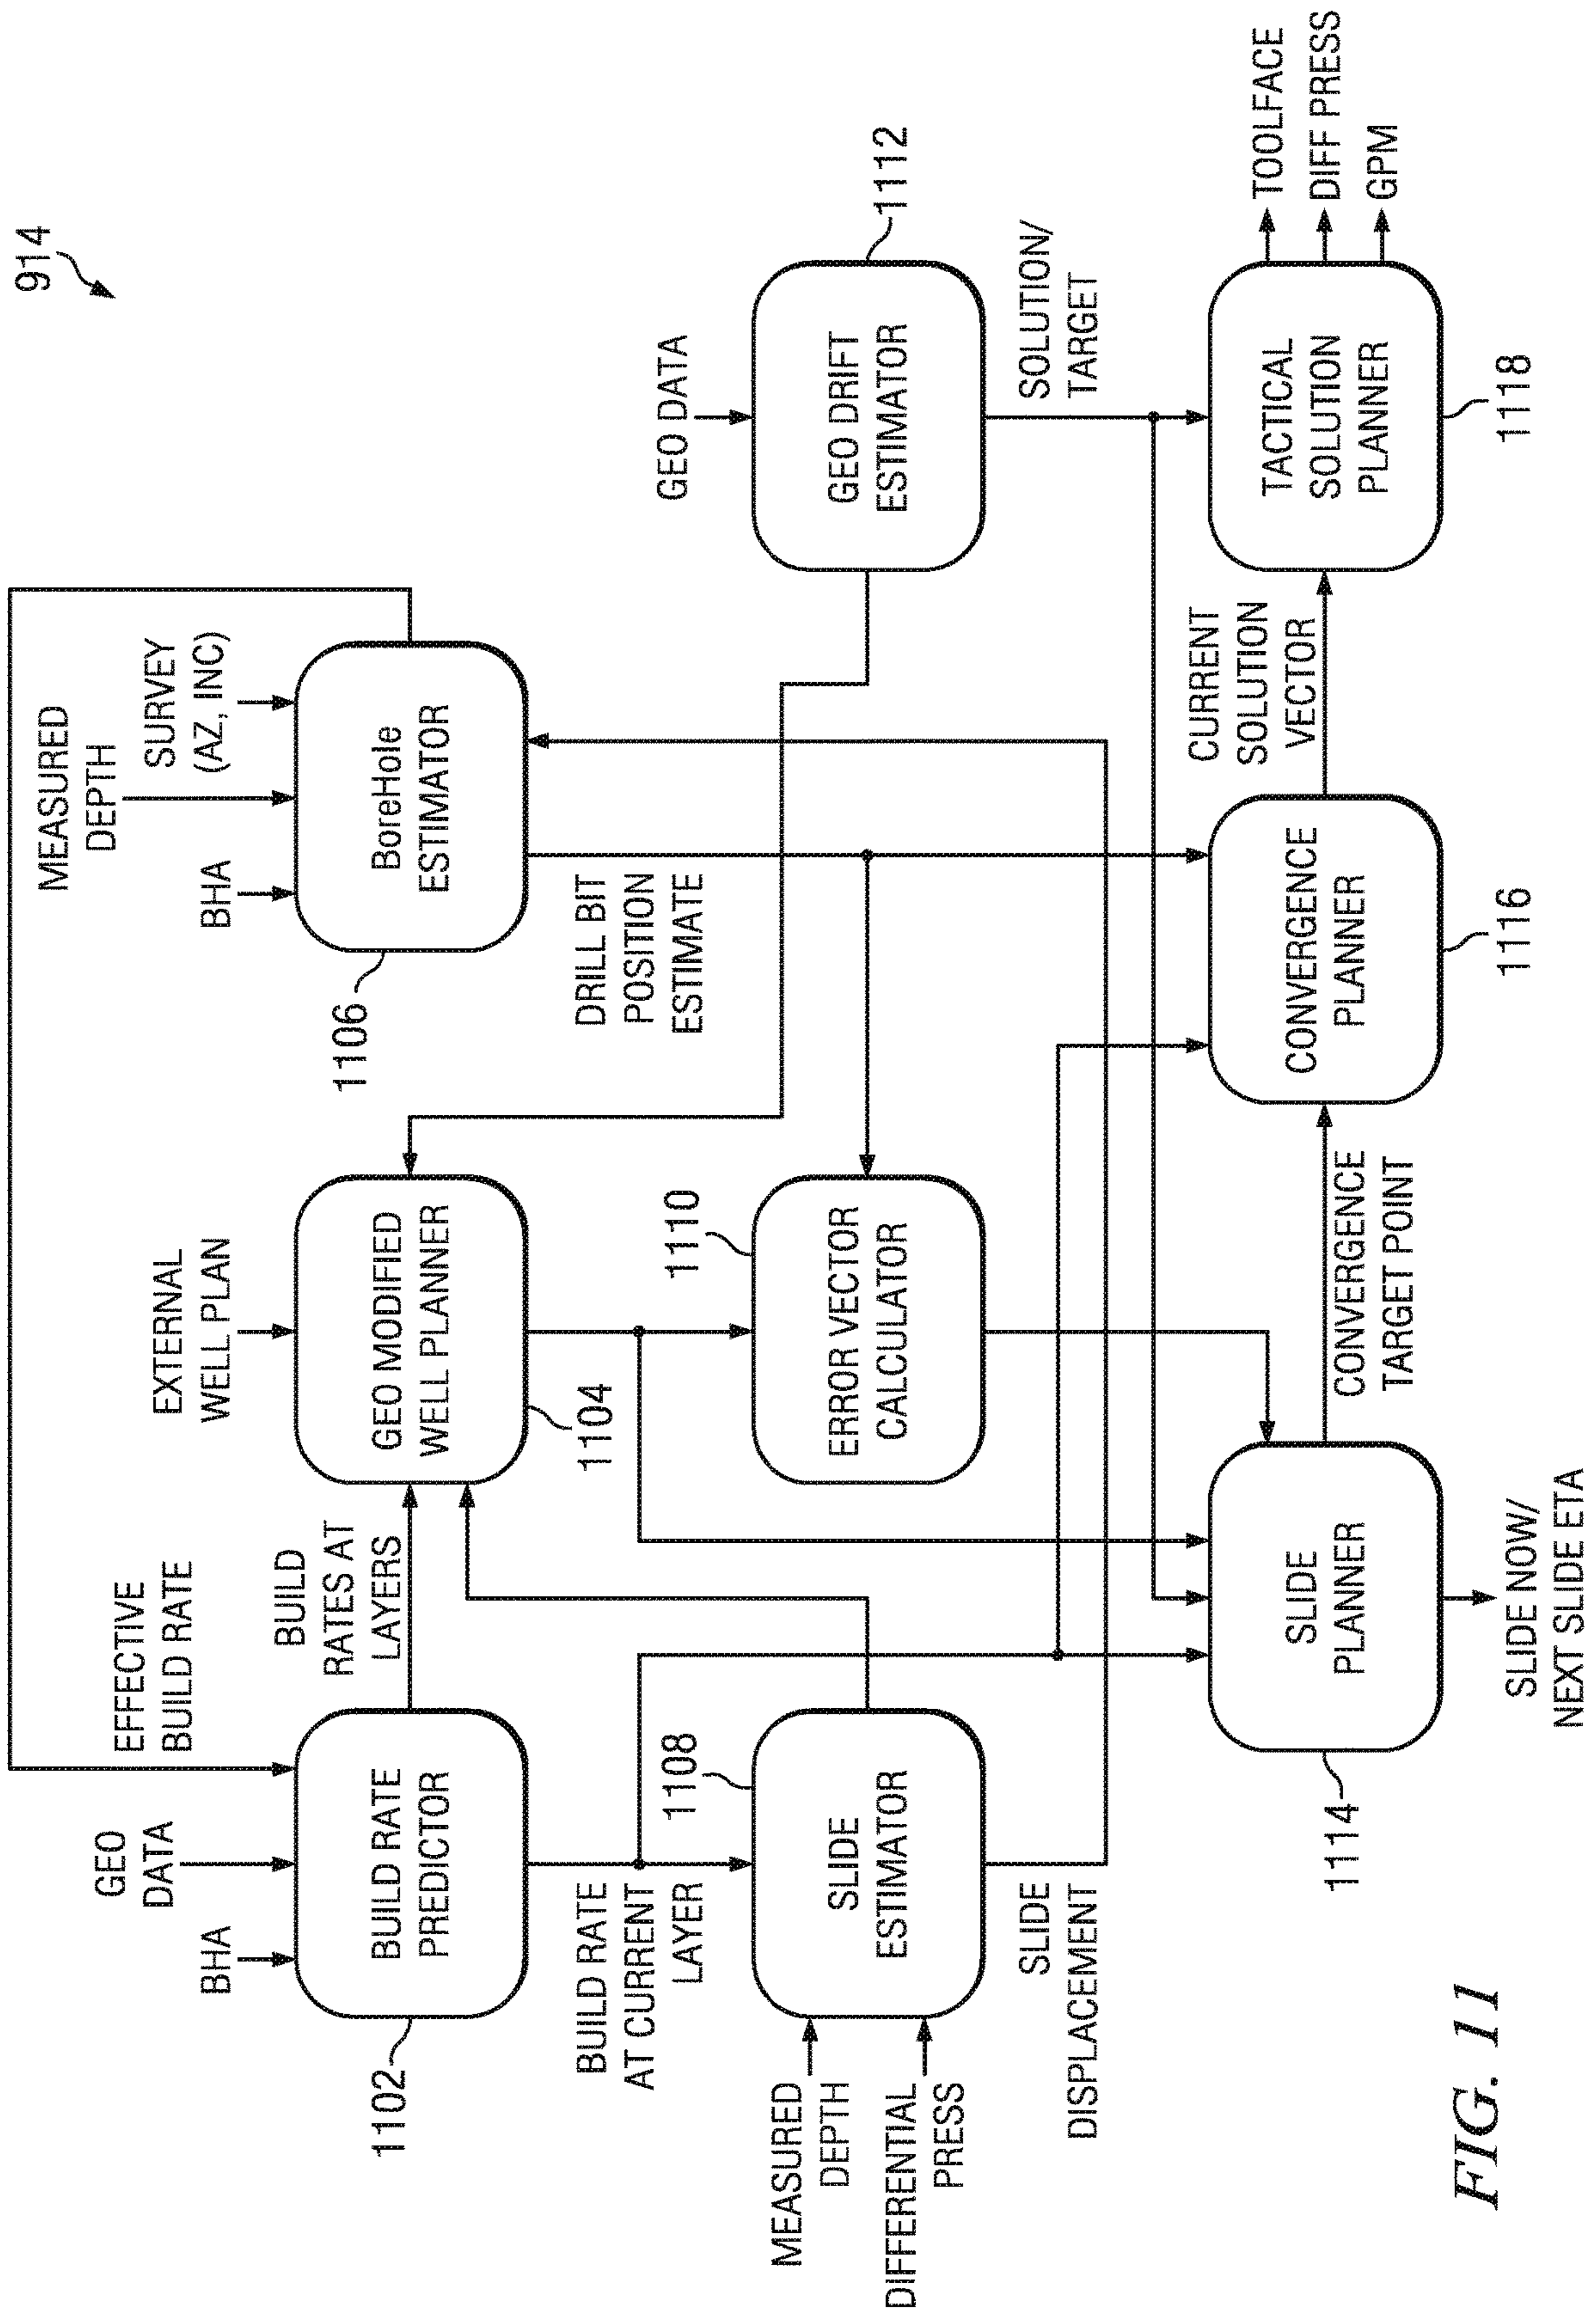 914
EFFECTIVE
BUILD RATE
GEO
DATA
BHA
BUILD RATE
PREDICTOR
1102
BUILD
RATES AT
LAYERS
EXTERNAL
WELL PLAN
GEO MODIFIED
WELL PLANNER
1104
MEASURED
DEPTH
BHA
SURVEY
(AZ, INC)
BoreHole
ESTIMATOR
1106
BUILD RATE
AT CURRENT
LAYER
1108
MEASURED
DEPTH
DIFFERENTIAL
PRESS
SLIDE
ESTIMATOR
1110
ERROR VECTOR
CALCULATOR
DRILL BIT
POSITION
ESTIMATE
GEO DATA
GEO DRIFT
ESTIMATOR
1112
SLIDE
DISPLACEMENT
SOLUTION/
TARGET
1114
SLIDE
PLANNER
SLIDE NOW/
NEXT SLIDE ETA
CONVERGENCE
TARGET POINT
CONVERGENCE
PLANNER
1116
CURRENT
SOLUTION
VECTOR
TACTICAL
SOLUTION
PLANNER
1118
TOOLFACE
DIFF PRESS
GPM
FIG. 11